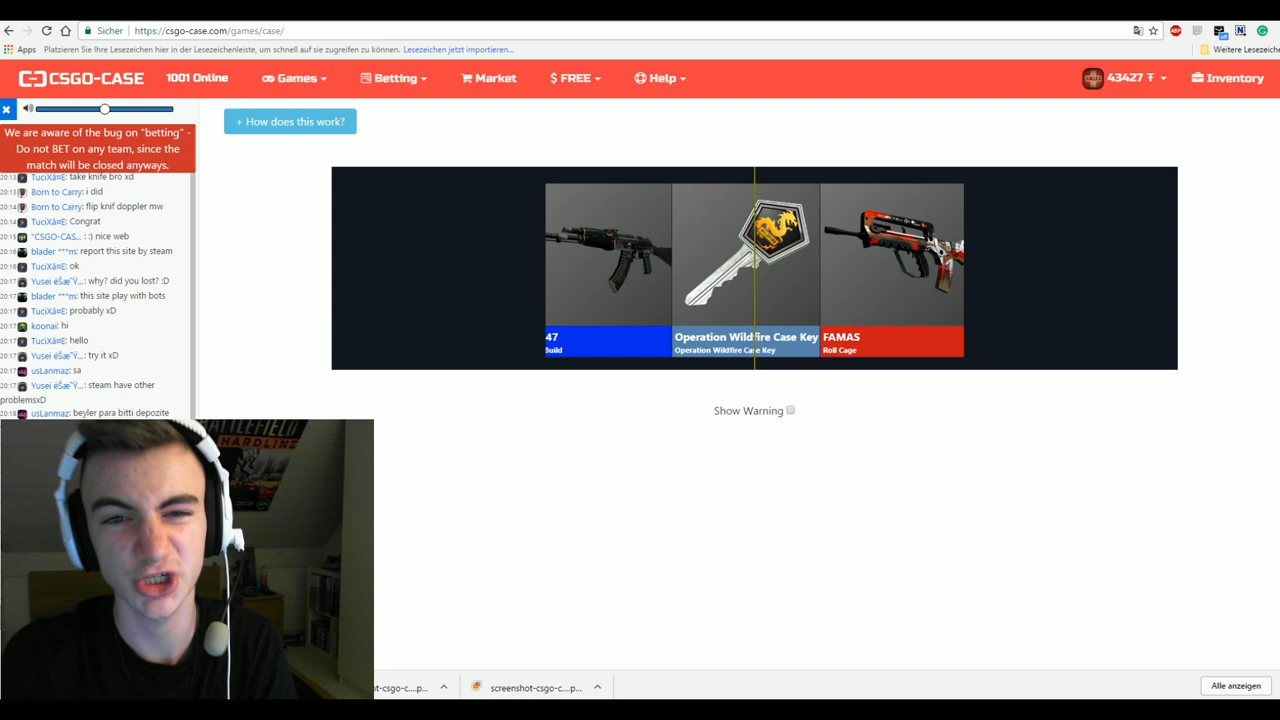 Sicher https://csgo-case.com/games/case/
Apps Platzieren Sie Ihre Lesezeichen hier in der Lesezeichenleiste, um schnell auf sie zugreifen zu können. Lesezeichen jetzt importieren...
CSGO-CASE 1001 Online Games Betting Market $ FREE Help 43427 Inventory
+ How does this work?
We are aware of the bug on "betting" -
Do not BET on any team, since the
match will be closed anyways.
20:13 TuciXâ¤E: take knife bro xd
20:13 Born to Carry: i did
20:14 Born to Carry: flip knif doppler mw
20:14 TuciXâ¤E: Congrat
20:15 "CSGO-CAS... : :) nice web
20:16 blader ***m: report this site by steam
20:16 TuciXâ¤E: ok
20:17 Yusei : why? did you lost? :D
20:17 blader ***m: this site play with bots
20:17 TuciXâ¤E: probably xD
20:17 koonai: hi
20:17 TuciXâ¤E: hello
20:17 Yusei : try it xD
20:17 usLanmaz: sa
20:17 Yusei : steam have other
problemsxD
20:18 usLanmaz: beyler para bitti depozite
47
Build
Operation Wildfire Case Key
Operation Wildfire Case Key
FAMAS
Roll Cage
Show Warning
BATTLEFIELD
HARDLINE
EA
ot-csgo-c....p...
screenshot-csgo-c....p...
Alle anzeigen